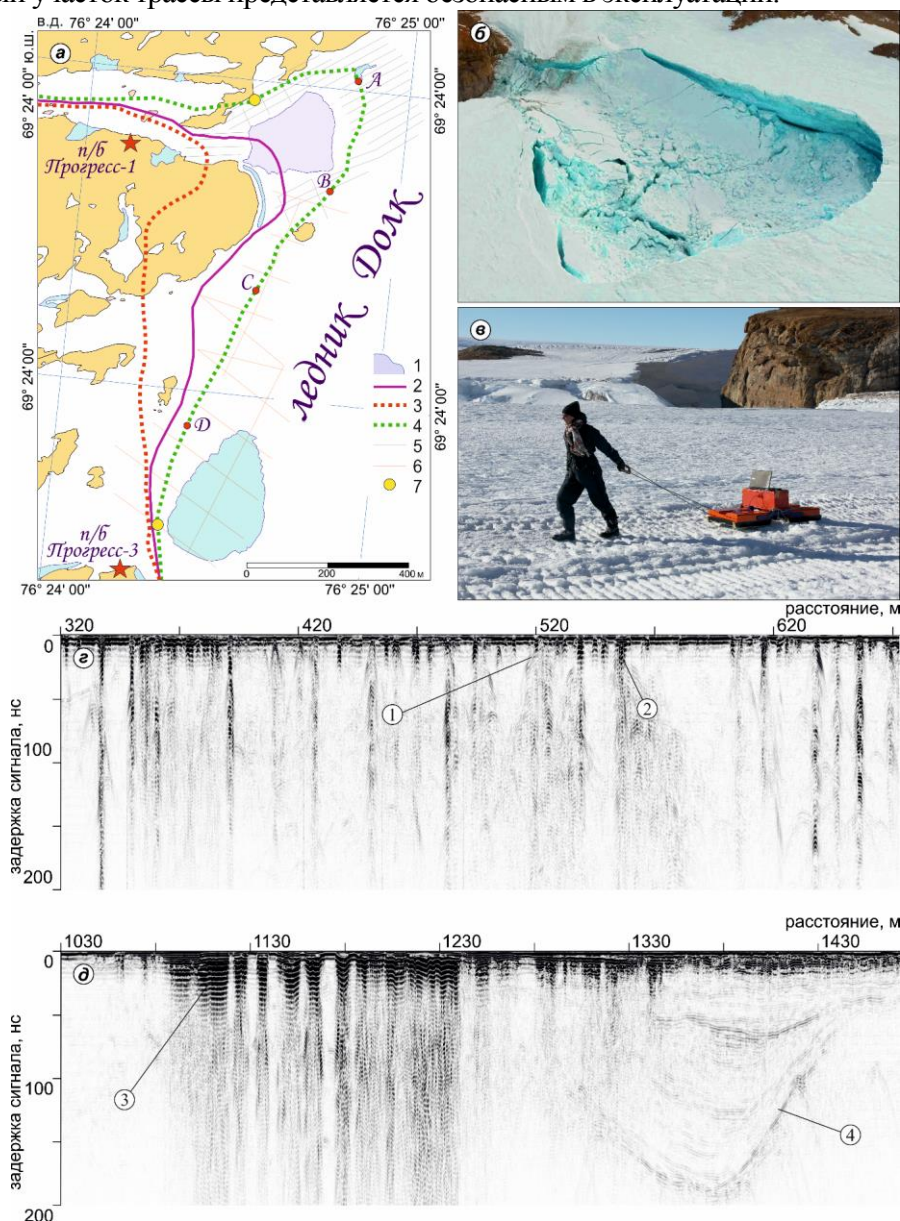 участок трассы представляется безопасным в эксплуатации.
в.д. 76° 24' 00"
76° 25' 00"
а
б
69° 24' 00" ю.ш.
69° 24' 00"
А
п/б
Прогресс-1
В
ледник Долк
С
1
2
3
4
5
6
7
69° 24' 00"
69° 24' 00"
D
п/б
Прогресс-3
0 200 400 м
76° 24' 00"
76° 25' 00"
в
расстояние, м
320 420 520 620
г
0
100
200
задержка сигнала, нс
1
2
расстояние, м
1030 1130 1230 1330 1430
д
0
100
200
задержка сигнала, нс
3
4